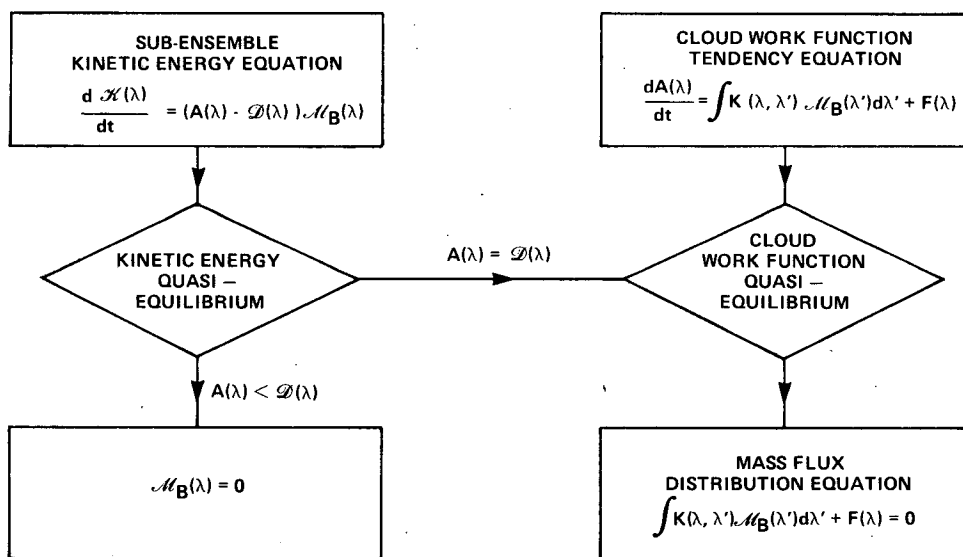 SUB-ENSEMBLE
KINETIC ENERGY EQUATION
d 𝒦(λ)/dt = (A(λ) - 𝒟(λ))ℳB(λ)
CLOUD WORK FUNCTION
TENDENCY EQUATION
dA(λ)/dt = ∫K (λ, λ′) ℳB(λ′)dλ′ + F(λ)
KINETIC ENERGY
QUASI –
EQUILIBRIUM
A(λ) = 𝒟(λ)
CLOUD
WORK FUNCTION
QUASI –
EQUILIBRIUM
A(λ) < 𝒟(λ)
ℳB(λ) = 0
MASS FLUX
DISTRIBUTION EQUATION
∫K(λ, λ′)ℳB(λ′)dλ′ + F(λ) = 0